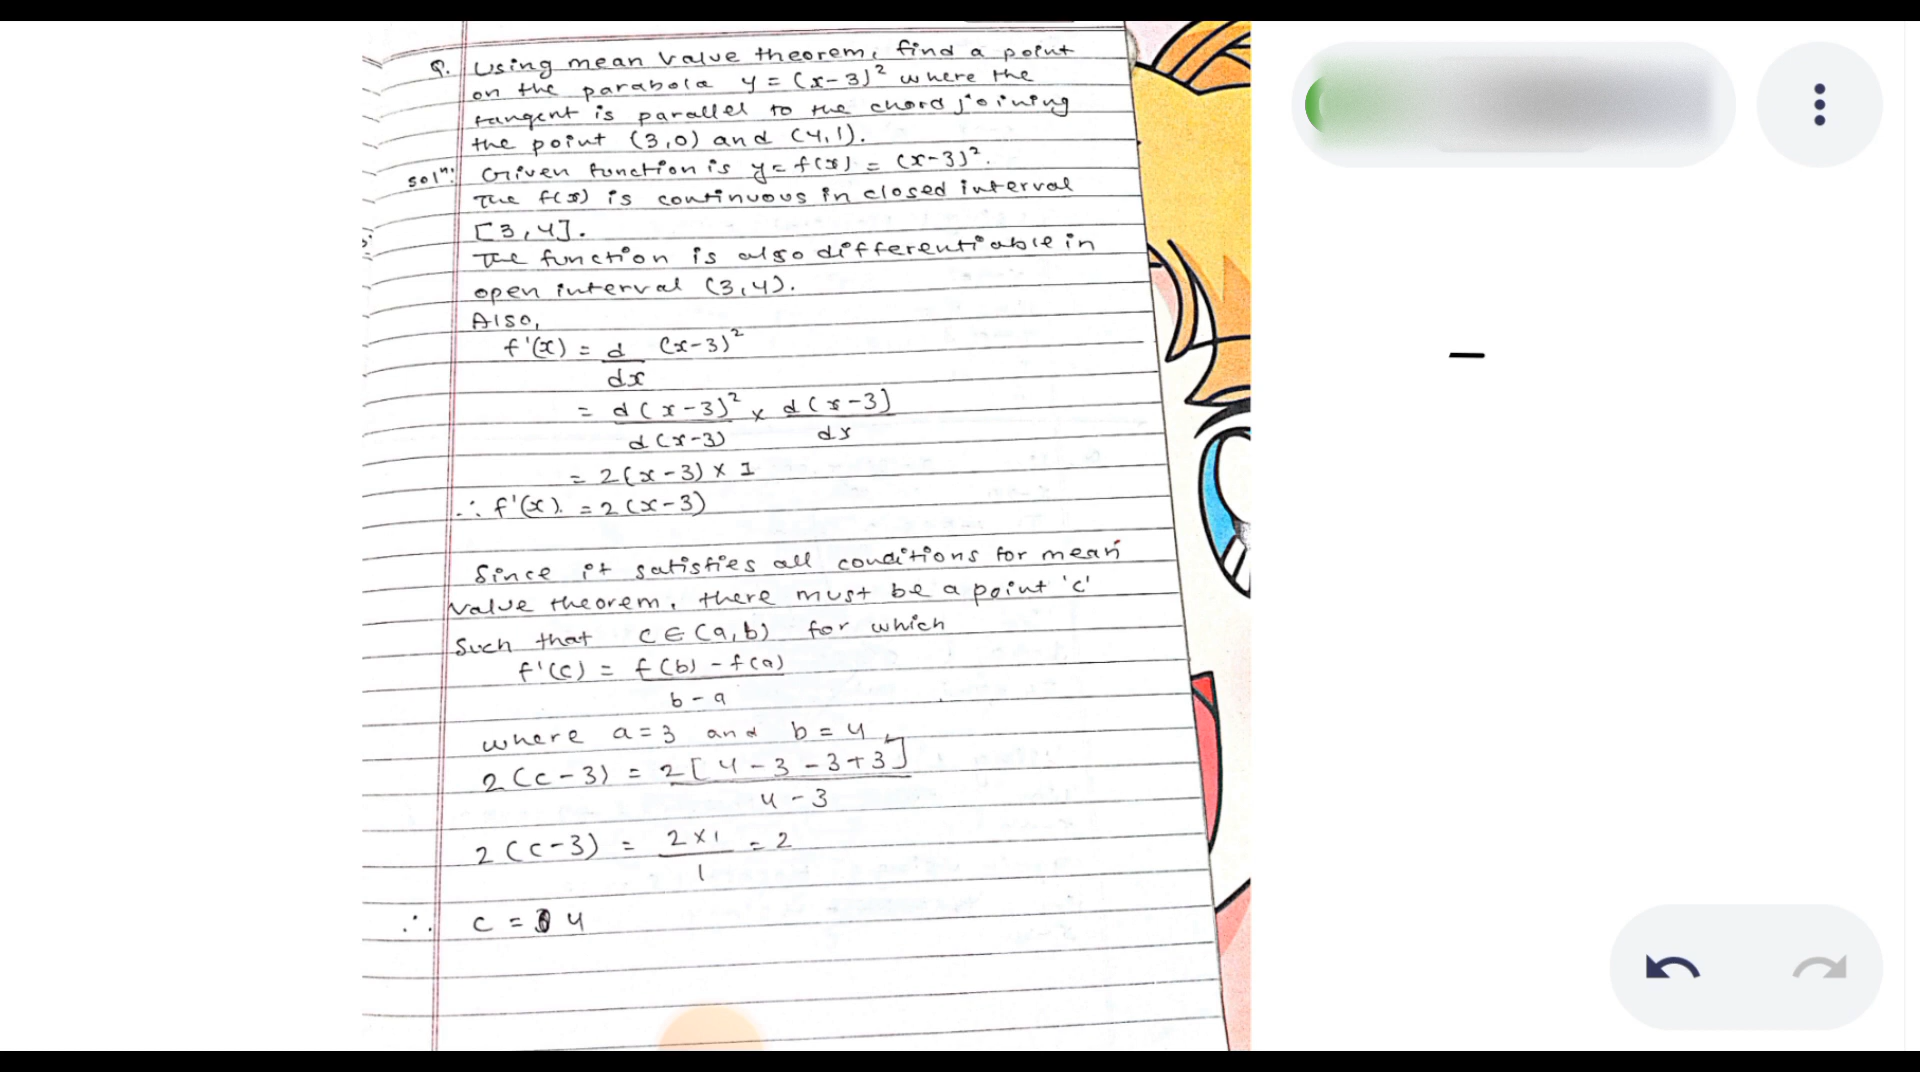 Q. Using mean value theorem, find a point
on the parabola y = (x-3)² where the
tangent is parallel to the chord joining
the point (3,0) and (4,1).
Solⁿ: Given function is y = f(x) = (x-3)².
The f(x) is continuous in closed interval
[3,4].
The function is also differentiable in
open interval (3,4).
Also,
f'(x) = d/dx (x-3)²
= d(x-3)²/d(x-3) × d(x-3)/dx
= 2(x-3) × 1
∴ f'(x) = 2(x-3)
Since it satisfies all conditions for mean
value theorem, there must be a point 'c'
Such that c ∈ (a,b) for which
f'(c) = f(b) - f(a)/b - a
where a = 3 and b = 4,
2(c-3) = 2[4-3-3+3]/4-3
2(c-3) = 2×1/1 = 2
∴ c = 4